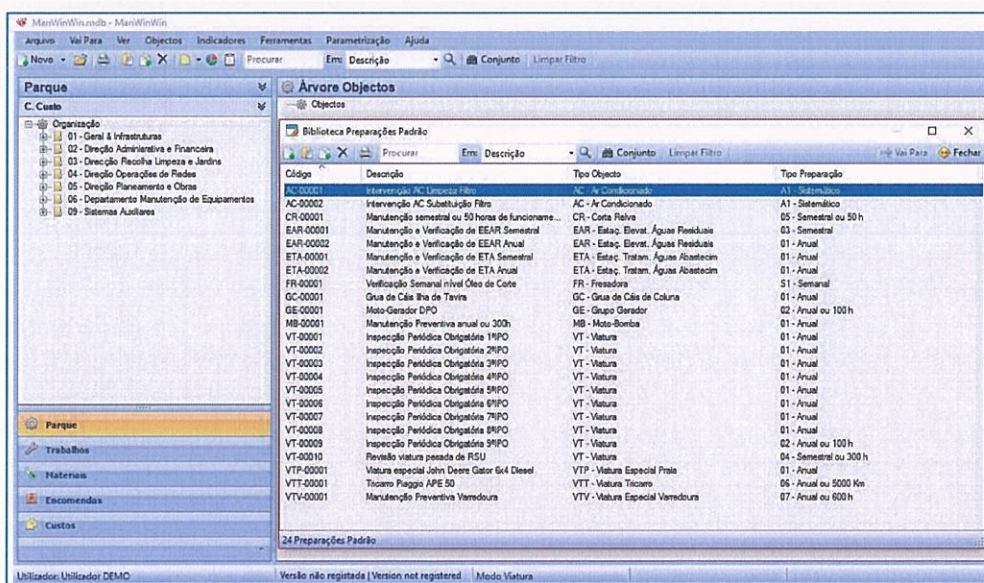 ManWinWin.mdb - ManWinWin
Arquivo Vai Para Ver Objectos Indicadores Ferramentas Parametrização Ajuda
Novo Procurar Em: Descrição Conjunto Limpar Filtro
Parque
Árvore Objectos
C. Custo
Objectos
Organização
01 - Geral & Infraestruturas
02 - Direção Administrativa e Financeira
03 - Direcção Recolha Limpeza e Jardins
04 - Direção Operações de Redes
05 - Direção Planeamento e Obras
06 - Departamento Manutenção de Equipamentos
09 - Sistemas Auxiliares
Biblioteca Preparações Padrão
Procurar Em: Descrição Conjunto Limpar Filtro Vai Para Fechar
Código Descrição Tipo Objecto Tipo Preparação
AC-00001 Intervenção AC Limpeza Filtro AC - Ar Condicionado A1 - Sistemático
AC-00002 Intervenção AC Substituição Filtro AC - Ar Condicionado A1 - Sistemático
CR-00001 Manutenção semestral ou 50 horas de funcioname... CR - Corta Relva 05 - Semestral ou 50 h
EAR-00001 Manutenção e Verificação de EEAR Semestral EAR - Estaç. Elevat. Águas Residuais 03 - Semestral
EAR-00002 Manutenção e Verificação de EEAR Anual EAR - Estaç. Elevat. Águas Residuais 01 - Anual
ETA-00001 Manutenção e Verificação de ETA Semestral ETA - Estaç. Tratam. Águas Abastecim 01 - Anual
ETA-00002 Manutenção e Verificação de ETA Anual ETA - Estaç. Tratam. Águas Abastecim 01 - Anual
FR-00001 Verificação Semanal nível Óleo de Corte FR - Fresadora S1 - Semanal
GC-00001 Grua de Cáis Ilha de Tavira GC - Grua de Cáis de Coluna 01 - Anual
GE-00001 Moto-Gerador DPO GE - Grupo Gerador 02 - Anual ou 100 h
MB-00001 Manutenção Preventiva anual ou 300h MB - Moto-Bomba 01 - Anual
VT-00001 Inspecção Periódica Obrigatória 1ªIPO VT - Viatura 01 - Anual
VT-00002 Inspecção Periódica Obrigatória 2ªIPO VT - Viatura 01 - Anual
VT-00003 Inspecção Periódica Obrigatória 3ªIPO VT - Viatura 01 - Anual
VT-00004 Inspecção Periódica Obrigatória 4ªIPO VT - Viatura 01 - Anual
VT-00005 Inspecção Periódica Obrigatória 5ªIPO VT - Viatura 01 - Anual
VT-00006 Inspecção Periódica Obrigatória 6ªIPO VT - Viatura 01 - Anual
VT-00007 Inspecção Periódica Obrigatória 7ªIPO VT - Viatura 01 - Anual
VT-00008 Inspecção Periódica Obrigatória 8ªIPO VT - Viatura 01 - Anual
VT-00009 Inspecção Periódica Obrigatória 9ªIPO VT - Viatura 02 - Anual ou 100 h
VT-00010 Revisão viatura pesada de RSU VT - Viatura 04 - Semestral ou 300 h
VTP-00001 Viatura especial John Deere Gator 6x4 Diesel VTP - Viatura Especial Praia 01 - Anual
VTT-00001 Tricarro Piaggio APE 50 VTT - Viatura Tricarro 06 - Anual ou 5000 Km
VTV-00001 Manutenção Preventiva Varredoura VTV - Viatura Especial Varredoura 07 - Anual ou 600 h
24 Preparações Padrão
Parque
Trabalhos
Materiais
Encomendas
Custos
Utilizador: Utilizador DEMO Versão não registada | Version not registered Modo Viatura